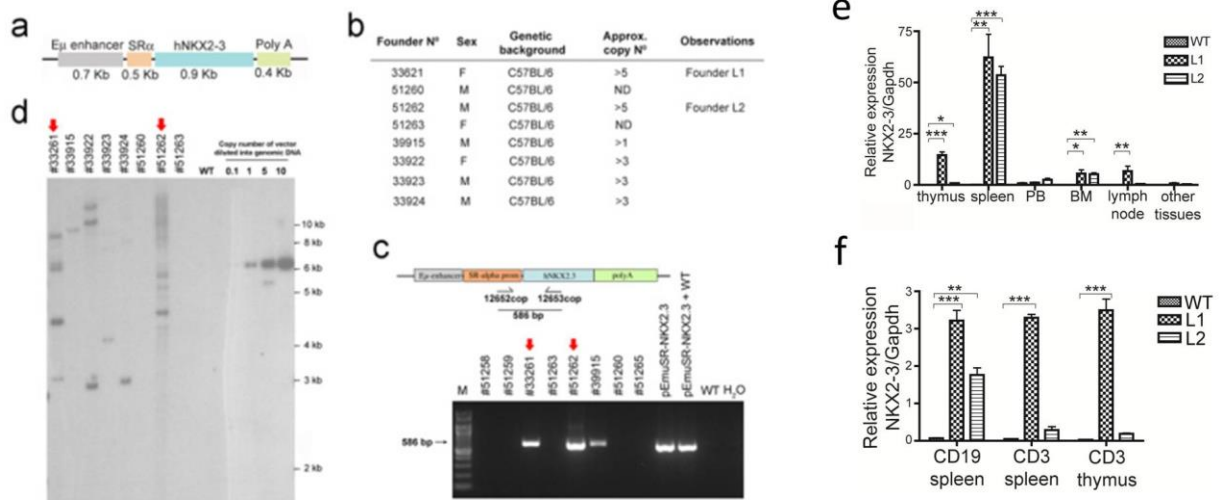 a
Eμ enhancer SRα hNKX2-3 Poly A
0.7 Kb 0.5 Kb 0.9 Kb 0.4 Kb
b
Founder Nº Sex Genetic background Approx. copy Nº Observations
33621 F C57BL/6 >5 Founder L1
51260 M C57BL/6 ND
51262 M C57BL/6 >5 Founder L2
51263 F C57BL/6 ND
39915 M C57BL/6 >1
33922 F C57BL/6 >3
33923 M C57BL/6 >3
33924 M C57BL/6 >3
c
Eμ-enhancer SR-alpha prom hNKX2.3 polyA
12652cop 12653cop
586 bp
M #51258 #51259 #33261 #51263 #51262 #39915 #51260 #51265 pEmuSR-NKX2.3 pEmuSR-NKX2.3 + WT WT H2O
586 bp
d
#33261 #33915 #33922 #33923 #33924 #51260 #51262 #51263
Copy number of vector
diluted into genomic DNA
WT 0.1 1 5 10
10 kb
8 kb
6 kb
5 kb
4 kb
3 kb
2 kb
e
Relative expression
NKX2-3/Gapdh
75
50
25
0
*** * ** *** * ** **
WT
L1
L2
thymus spleen PB BM lymph node other tissues
f
Relative expression
NKX2-3/Gapdh
3
3
2
1
1
0
** *** *** ***
WT
L1
L2
CD19 spleen CD3 spleen CD3 thymus